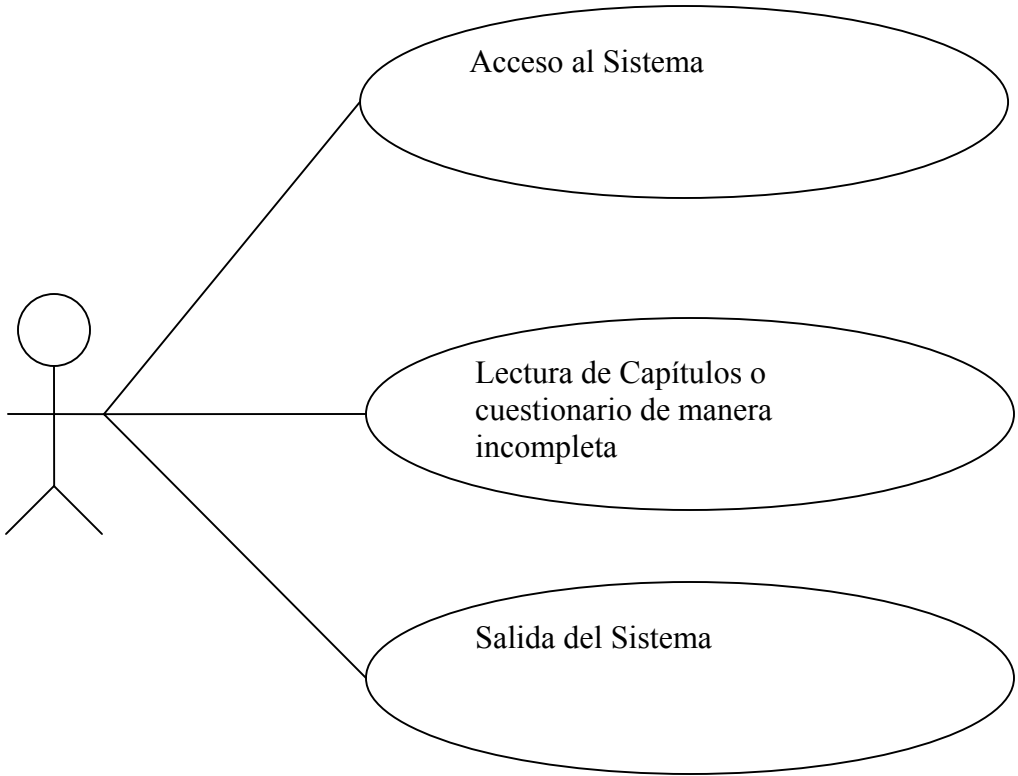 Acceso al Sistema
Lectura de Capítulos o
cuestionario de manera
incompleta
Salida del Sistema